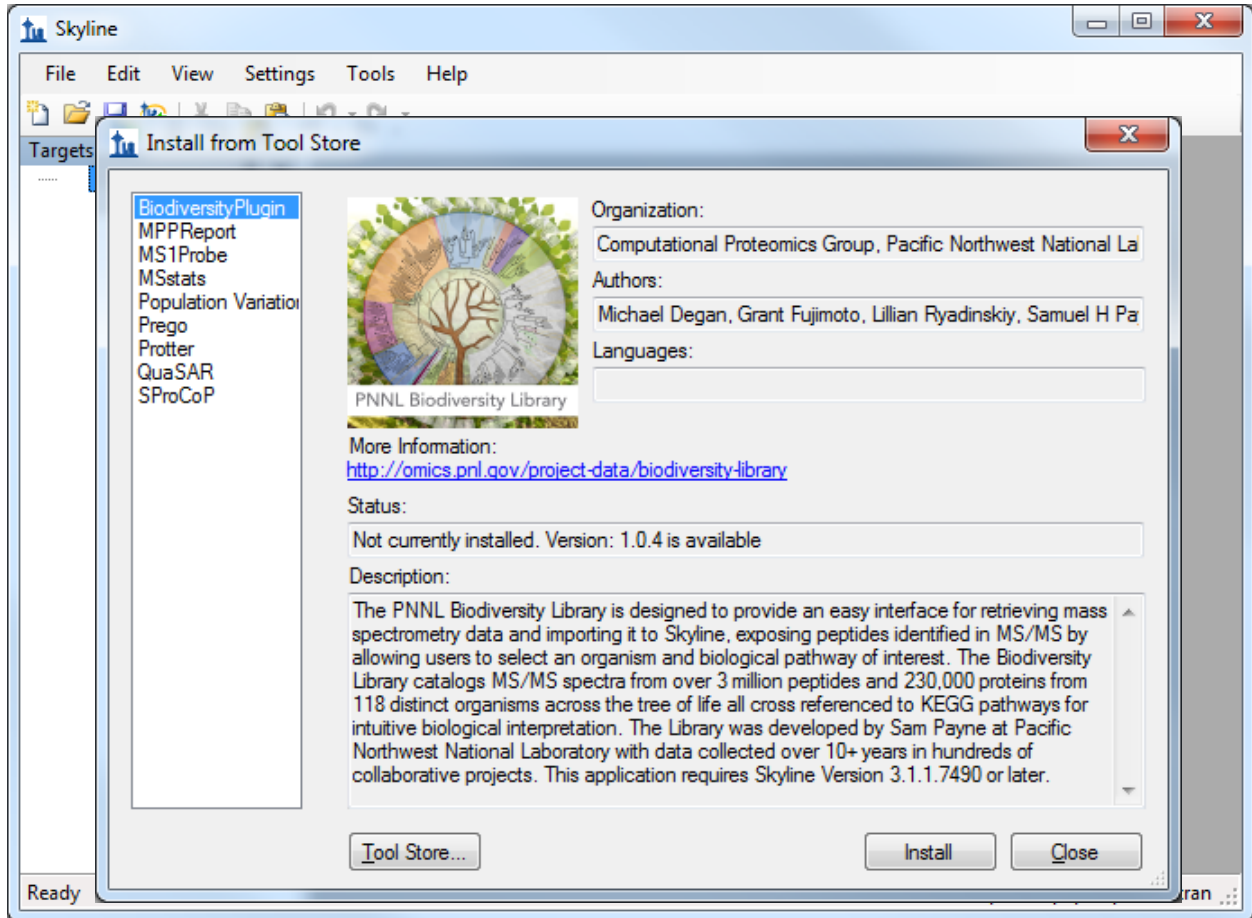 Skyline
File Edit View Settings Tools Help
Targets
Install from Tool Store
BiodiversityPlugin
MPPReport
MS1Probe
MSstats
Population Variation
Prego
Protter
QuaSAR
SProCoP
PNNL Biodiversity Library
Organization:
Computational Proteomics Group, Pacific Northwest National La
Authors:
Michael Degan, Grant Fujimoto, Lillian Ryadinskiy, Samuel H Pa
Languages:
More Information:
http://omics.pnl.gov/project-data/biodiversity-library
Status:
Not currently installed. Version: 1.0.4 is available
Description:
The PNNL Biodiversity Library is designed to provide an easy interface for retrieving mass
spectrometry data and importing it to Skyline, exposing peptides identified in MS/MS by
allowing users to select an organism and biological pathway of interest. The Biodiversity
Library catalogs MS/MS spectra from over 3 million peptides and 230,000 proteins from
118 distinct organisms across the tree of life all cross referenced to KEGG pathways for
intuitive biological interpretation. The Library was developed by Sam Payne at Pacific
Northwest National Laboratory with data collected over 10+ years in hundreds of
collaborative projects. This application requires Skyline Version 3.1.1.7490 or later.
Tool Store... Install Close
Ready tran